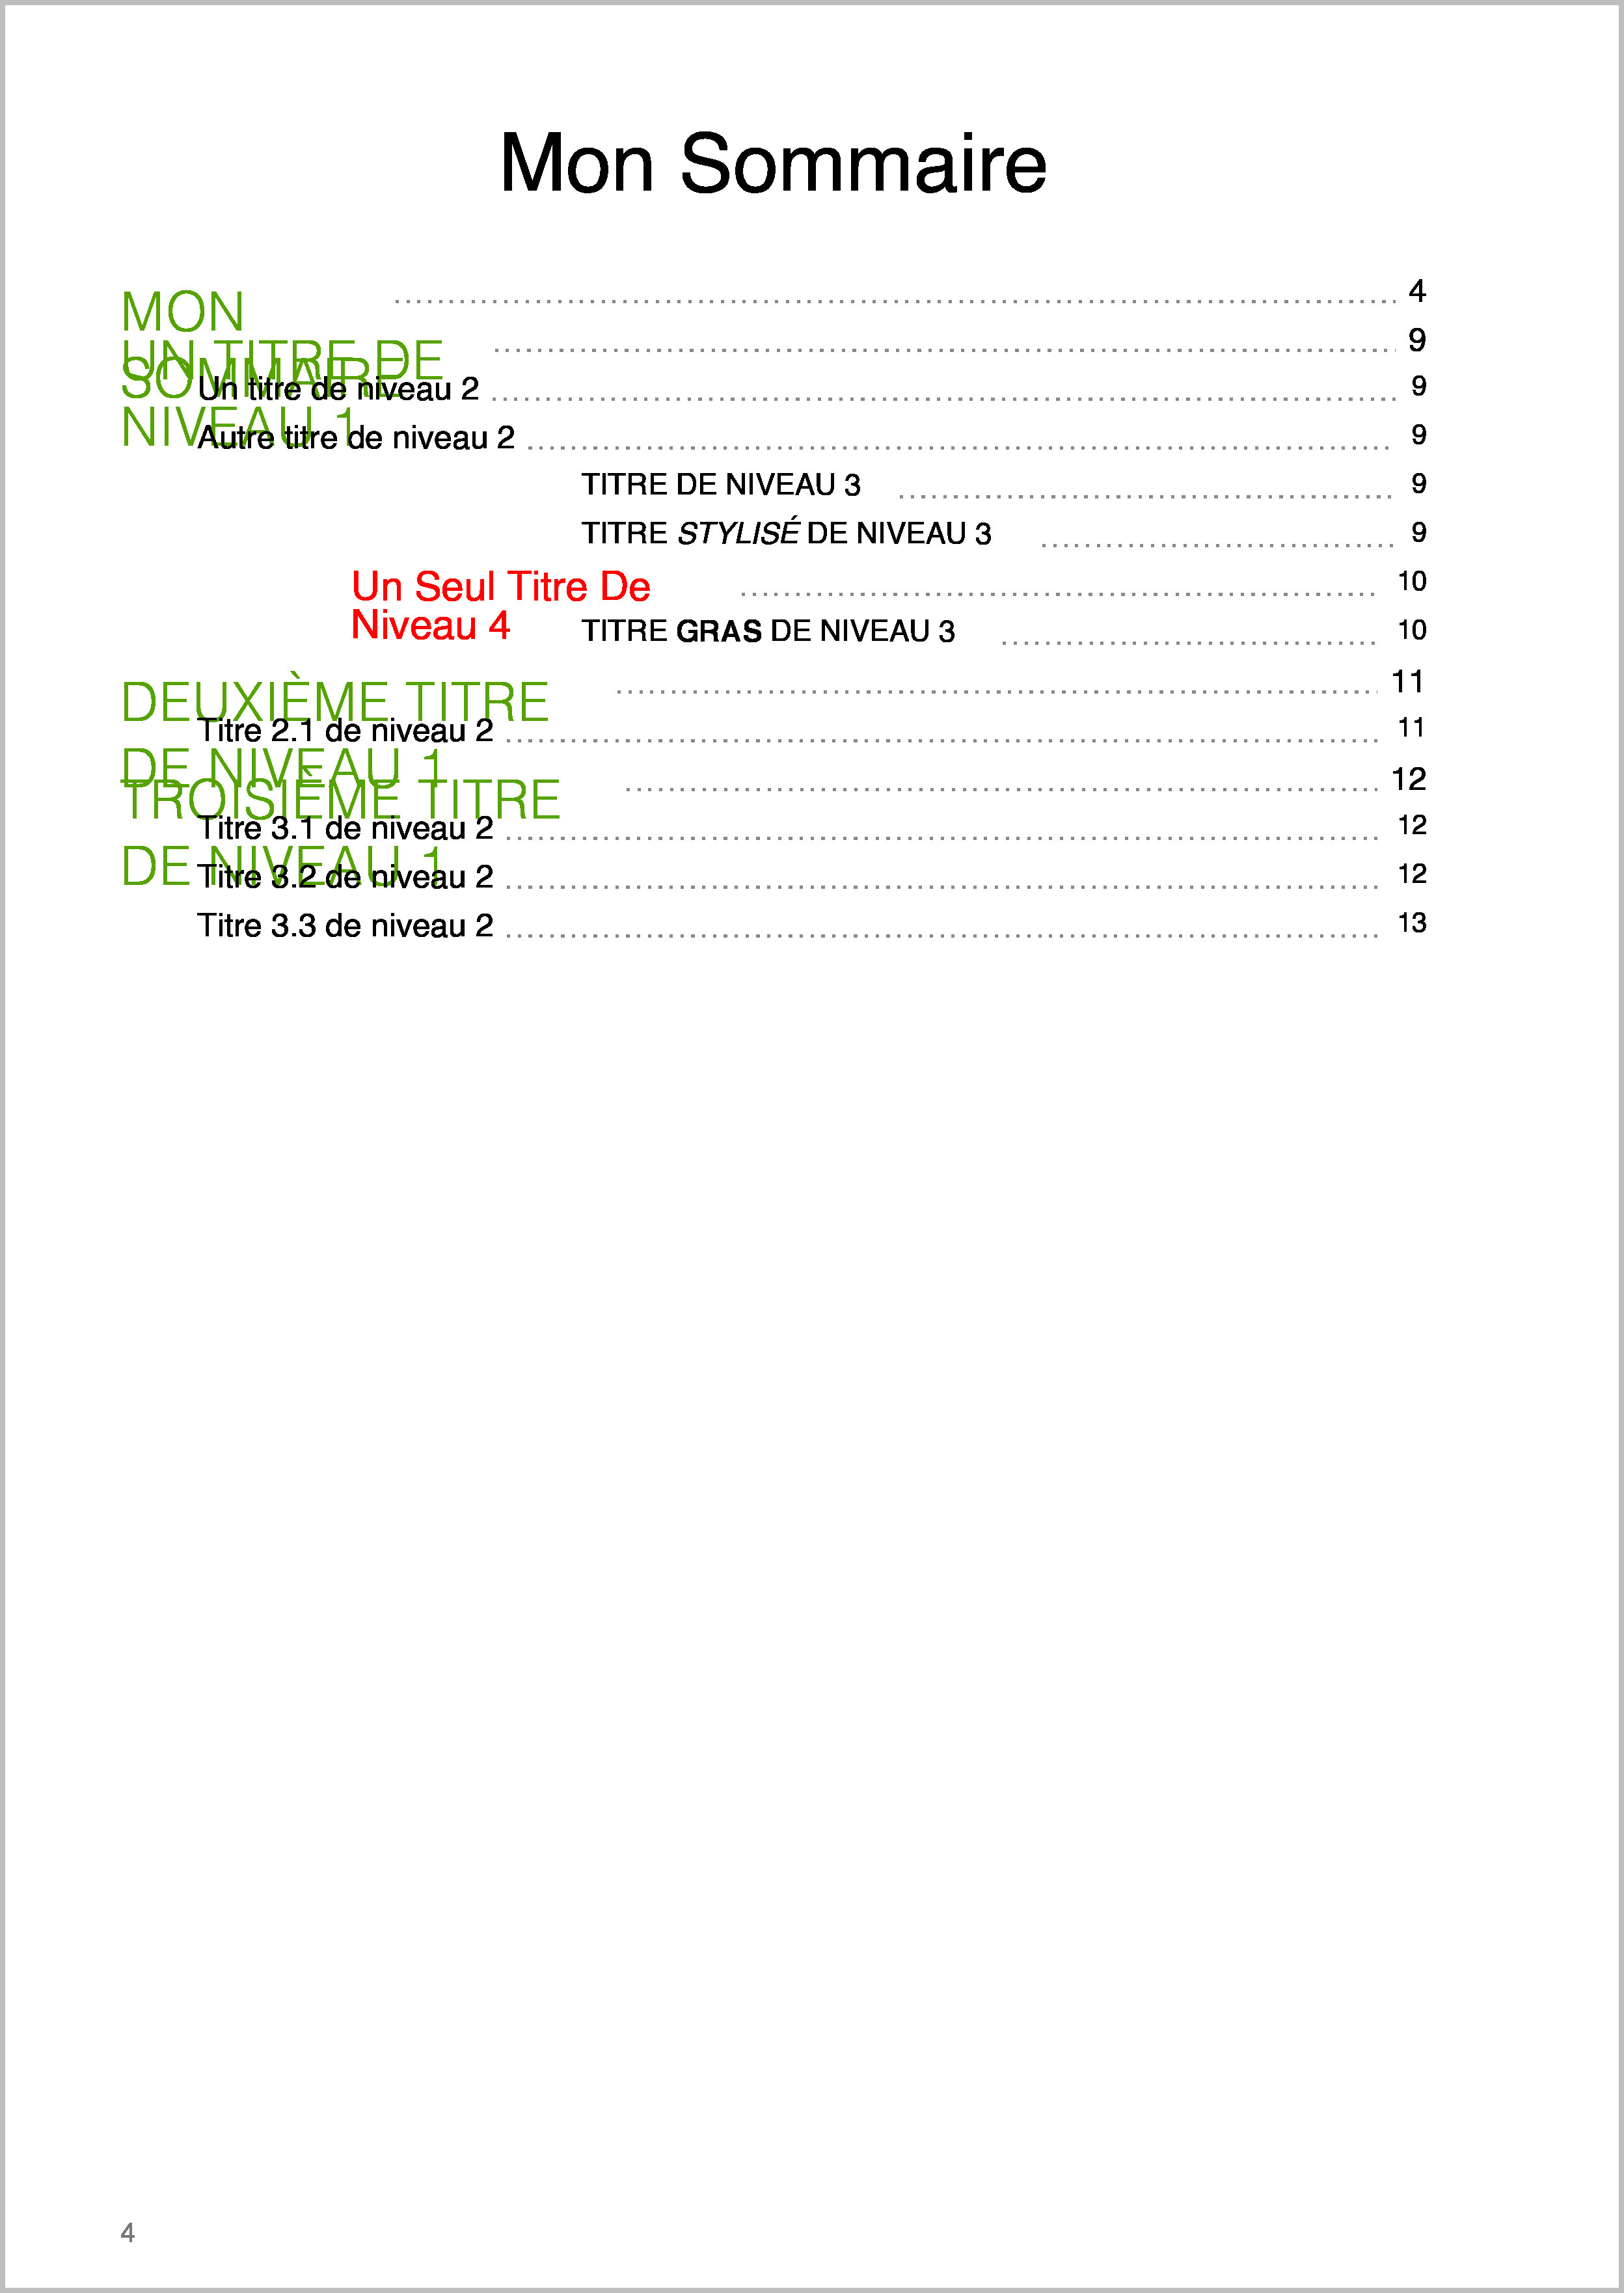 Mon Sommaire
MON ........ 4
UN TITRE DE ........ 9
SOMMAIRE
Un titre de niveau 2 ........ 9
NIVEAU 1
Autre titre de niveau 2 ........ 9
TITRE DE NIVEAU 3 ........ 9
TITRE STYLISÉ DE NIVEAU 3 ........ 9
Un Seul Titre De ........ 10
Niveau 4
TITRE GRAS DE NIVEAU 3 ........ 10
DEUXIÈME TITRE ........ 11
Titre 2.1 de niveau 2 ........ 11
DE NIVEAU 1
TROISIÈME TITRE ........ 12
Titre 3.1 de niveau 2 ........ 12
DE NIVEAU 1
Titre 3.2 de niveau 2 ........ 12
Titre 3.3 de niveau 2 ........ 13
4